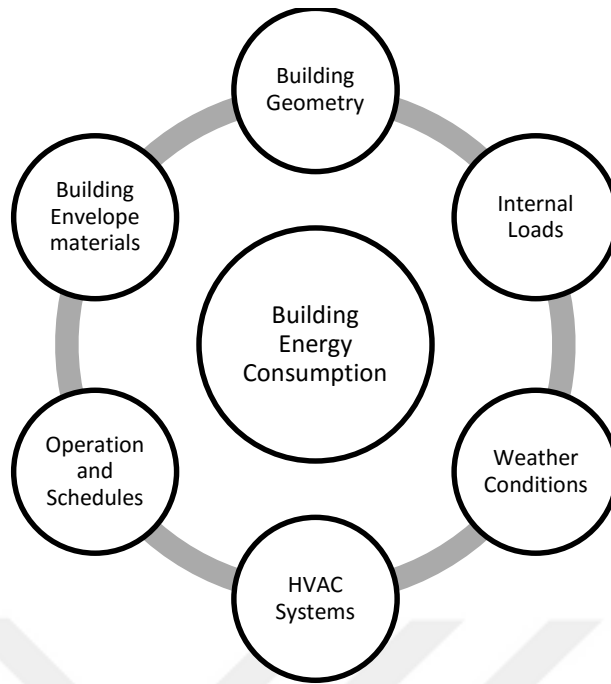 Building
Geometry
Internal
Loads
Weather
Conditions
HVAC
Systems
Operation
and
Schedules
Building
Envelope
materials
Building
Energy
Consumption